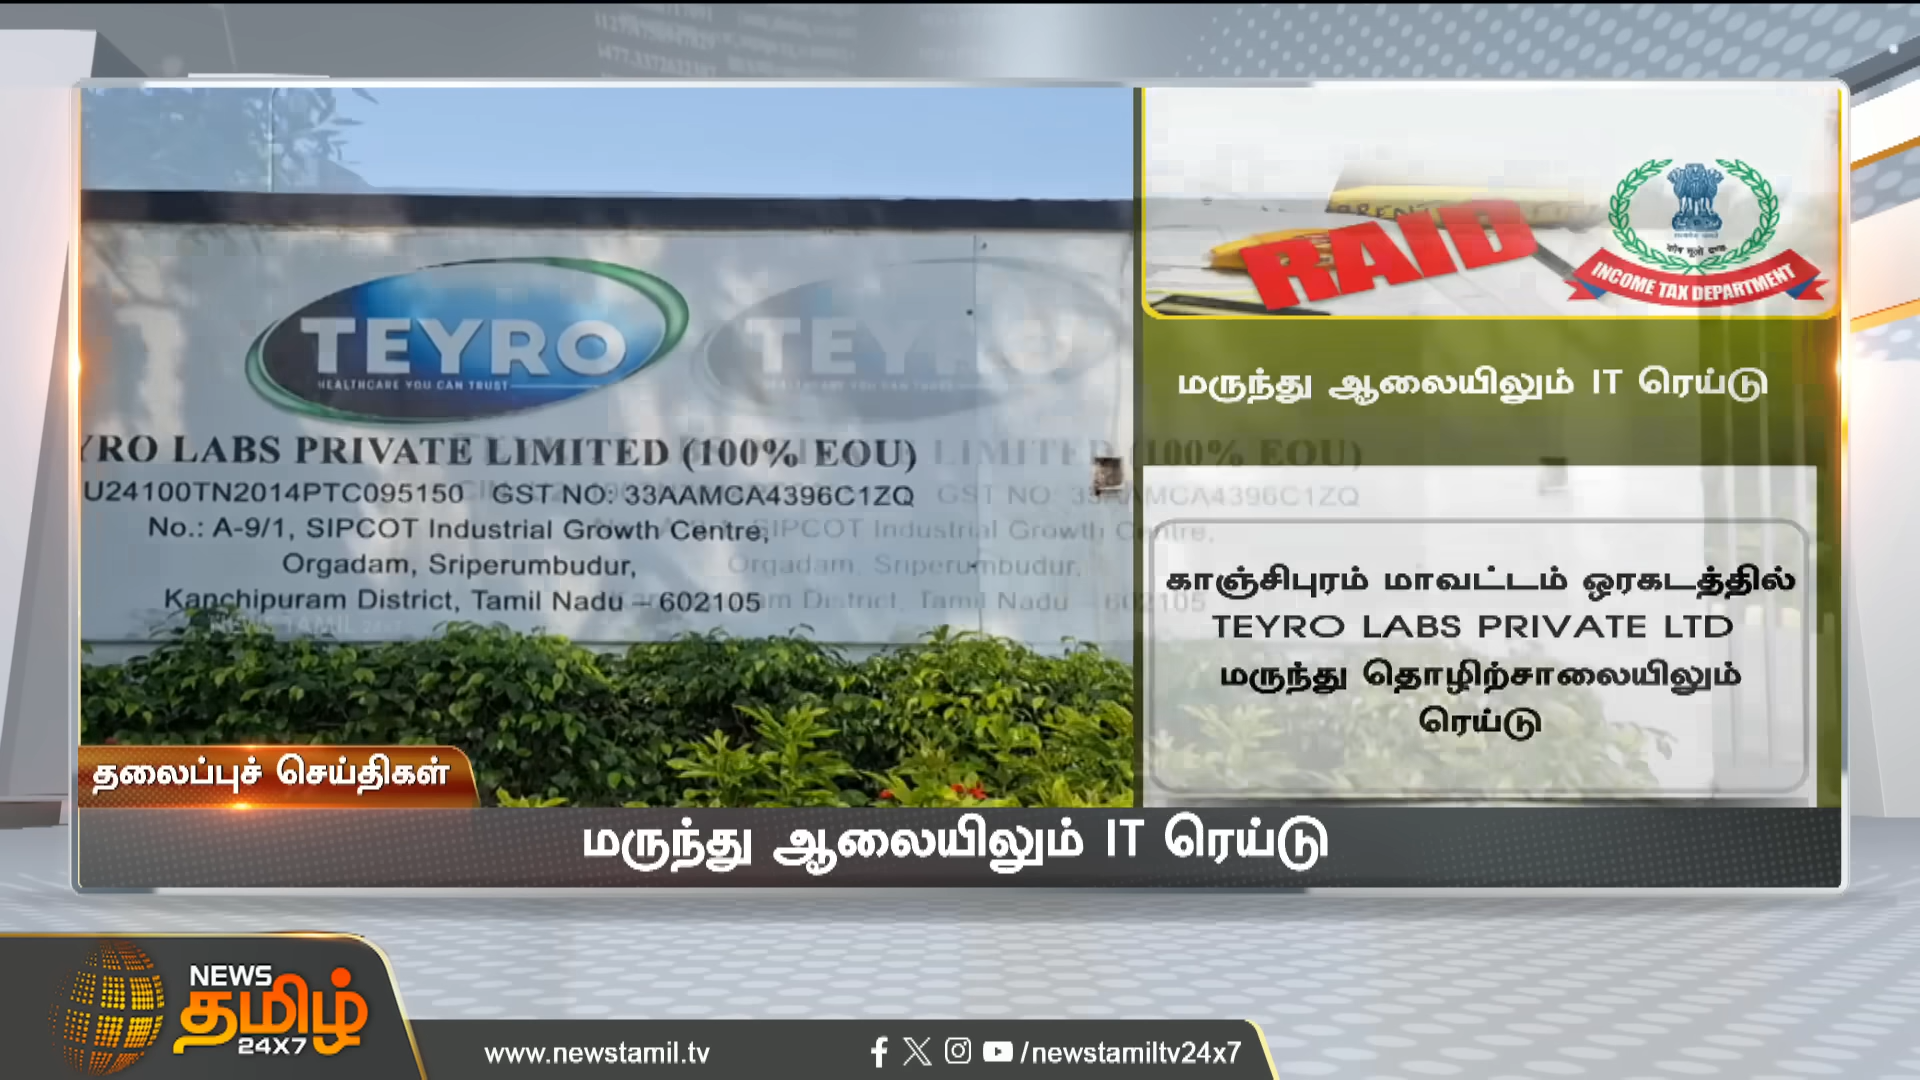 TEYRO
HEALTHCARE YOU CAN TRUST
YRO LABS PRIVATE LIMITED (100% EOU)
U24100TN2014PTC095150 GST NO: 33AAMCA4396C1ZQ
No.: A-9/1, SIPCOT Industrial Growth Centre,
Orgadam, Sriperumbudur,
Kanchipuram District, Tamil Nadu – 602105
RAID
INCOME TAX DEPARTMENT
மருந்து ஆலையிலும் IT ரெய்டு
காஞ்சிபுரம் மாவட்டம் ஒரகடத்தில்
TEYRO LABS PRIVATE LTD
மருந்து தொழிற்சாலையிலும்
ரெய்டு
தலைப்புச் செய்திகள்
மருந்து ஆலையிலும் IT ரெய்டு
NEWS
தமிழ்
24X7
www.newstamil.tv
/newstamiltv24x7